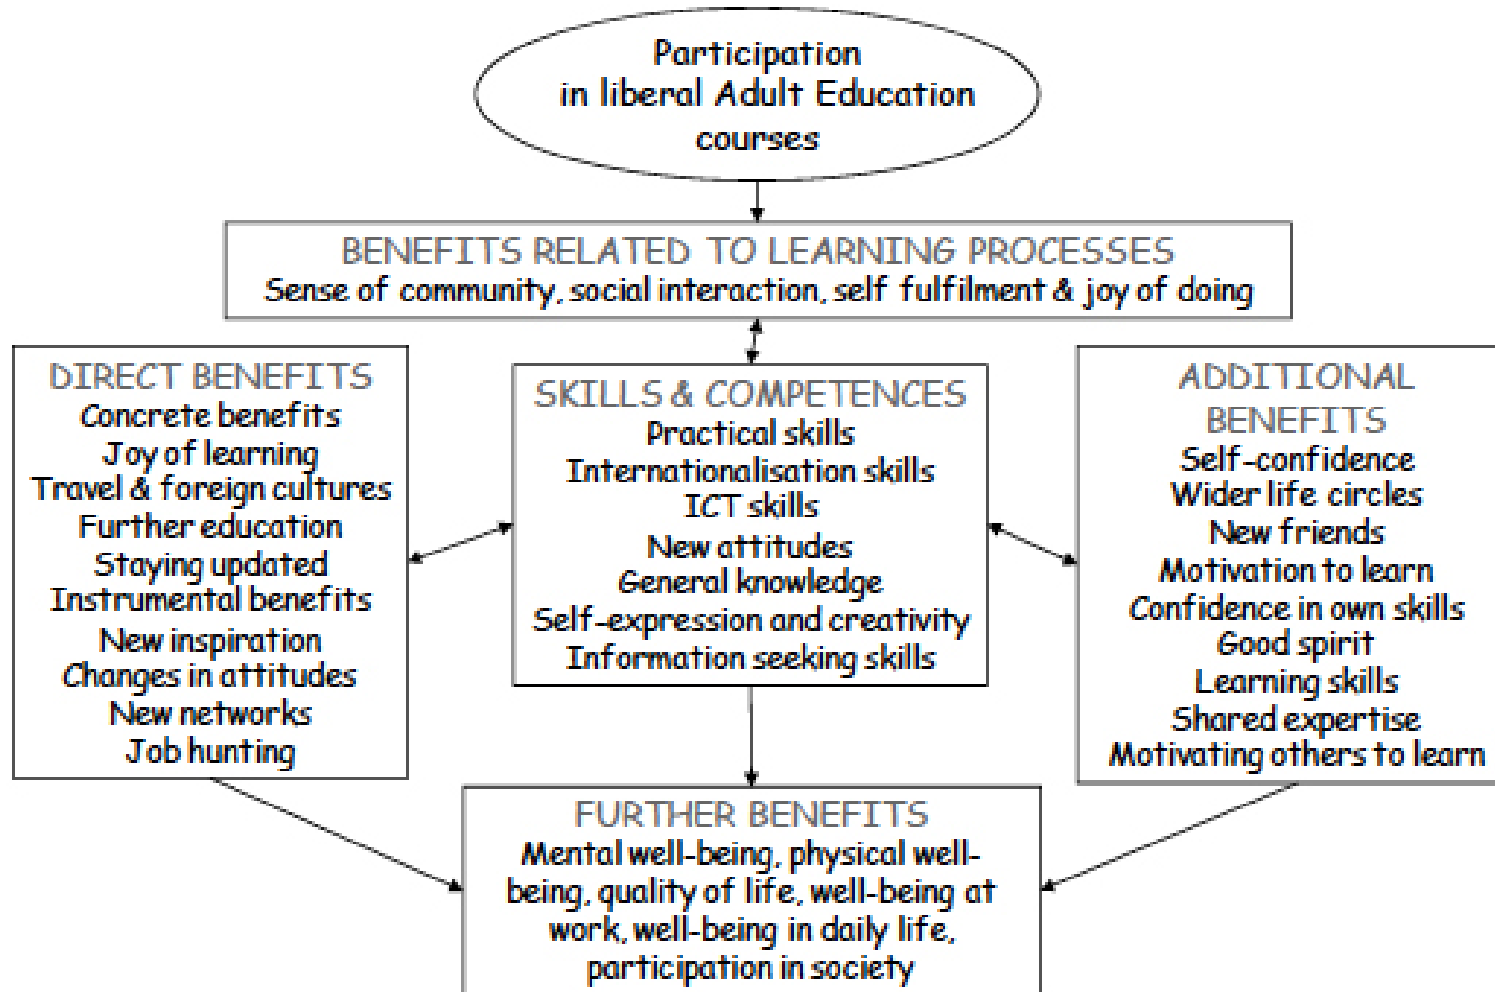 Participation
in liberal Adult Education
courses
BENEFITS RELATED TO LEARNING PROCESSES
Sense of community, social interaction, self fulfilment & joy of doing
DIRECT BENEFITS
Concrete benefits
Joy of learning
Travel & foreign cultures
Further education
Staying updated
Instrumental benefits
New inspiration
Changes in attitudes
New networks
Job hunting
SKILLS & COMPETENCES
Practical skills
Internationalisation skills
ICT skills
New attitudes
General knowledge
Self-expression and creativity
Information seeking skills
ADDITIONAL
BENEFITS
Self-confidence
Wider life circles
New friends
Motivation to learn
Confidence in own skills
Good spirit
Learning skills
Shared expertise
Motivating others to learn
FURTHER BENEFITS
Mental well-being, physical well-
being, quality of life, well-being at
work, well-being in daily life,
participation in society